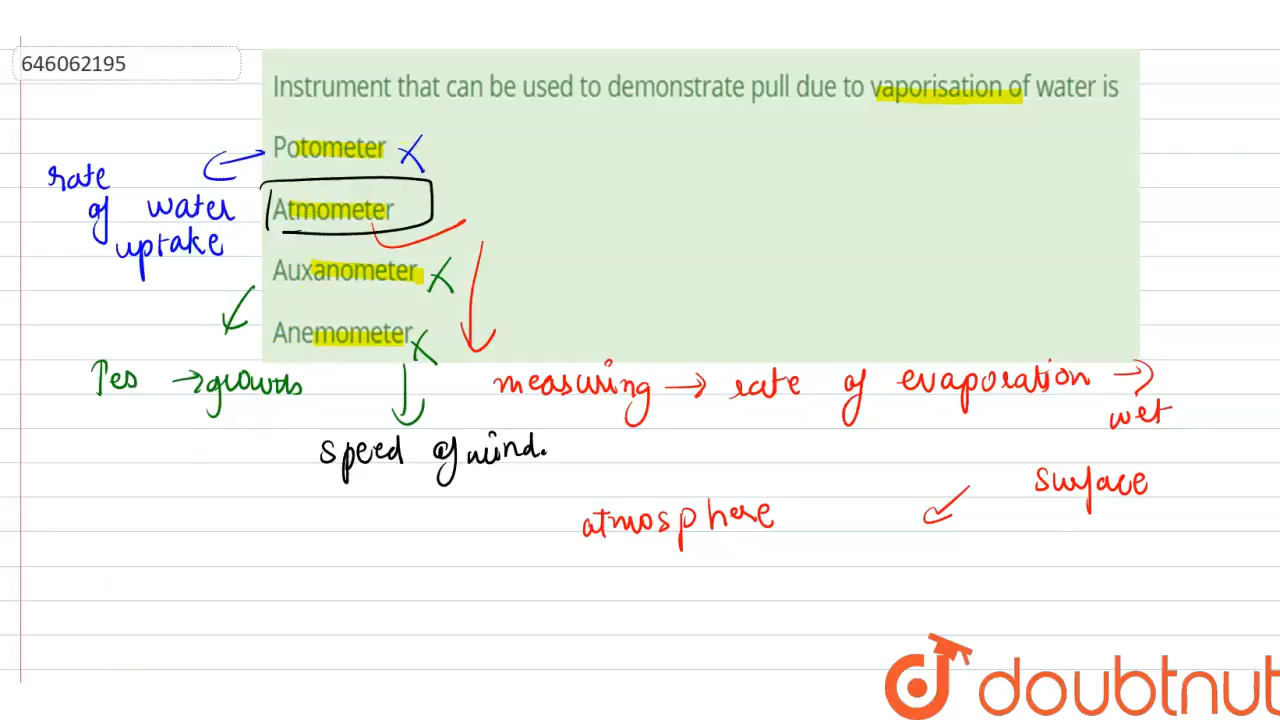 646062195
Instrument that can be used to demonstrate pull due to vaporisation of water is
Potometer
rate
of water
uptake
Atmometer
Auxanometer
Anemometer
→ growth
measuring → rate of evaporation →
wet
speed of wind.
surface
atmosphere
doubtnut